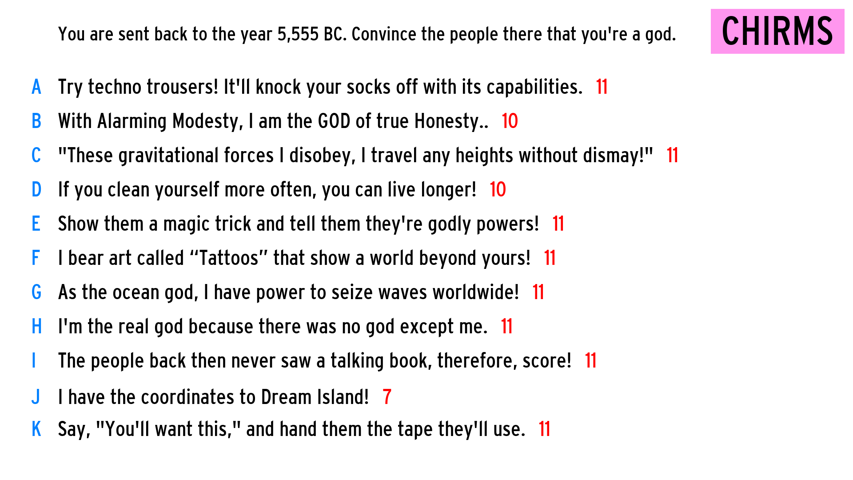 You are sent back to the year 5,555 BC. Convince the people there that you're a god.
CHIRMS
A Try techno trousers! It'll knock your socks off with its capabilities. 11
B With Alarming Modesty, I am the GOD of true Honesty.. 10
C "These gravitational forces I disobey, I travel any heights without dismay!" 11
D If you clean yourself more often, you can live longer! 10
E Show them a magic trick and tell them they're godly powers! 11
F I bear art called “Tattoos” that show a world beyond yours! 11
G As the ocean god, I have power to seize waves worldwide! 11
H I'm the real god because there was no god except me. 11
I The people back then never saw a talking book, therefore, score! 11
J I have the coordinates to Dream Island! 7
K Say, "You'll want this," and hand them the tape they'll use. 11